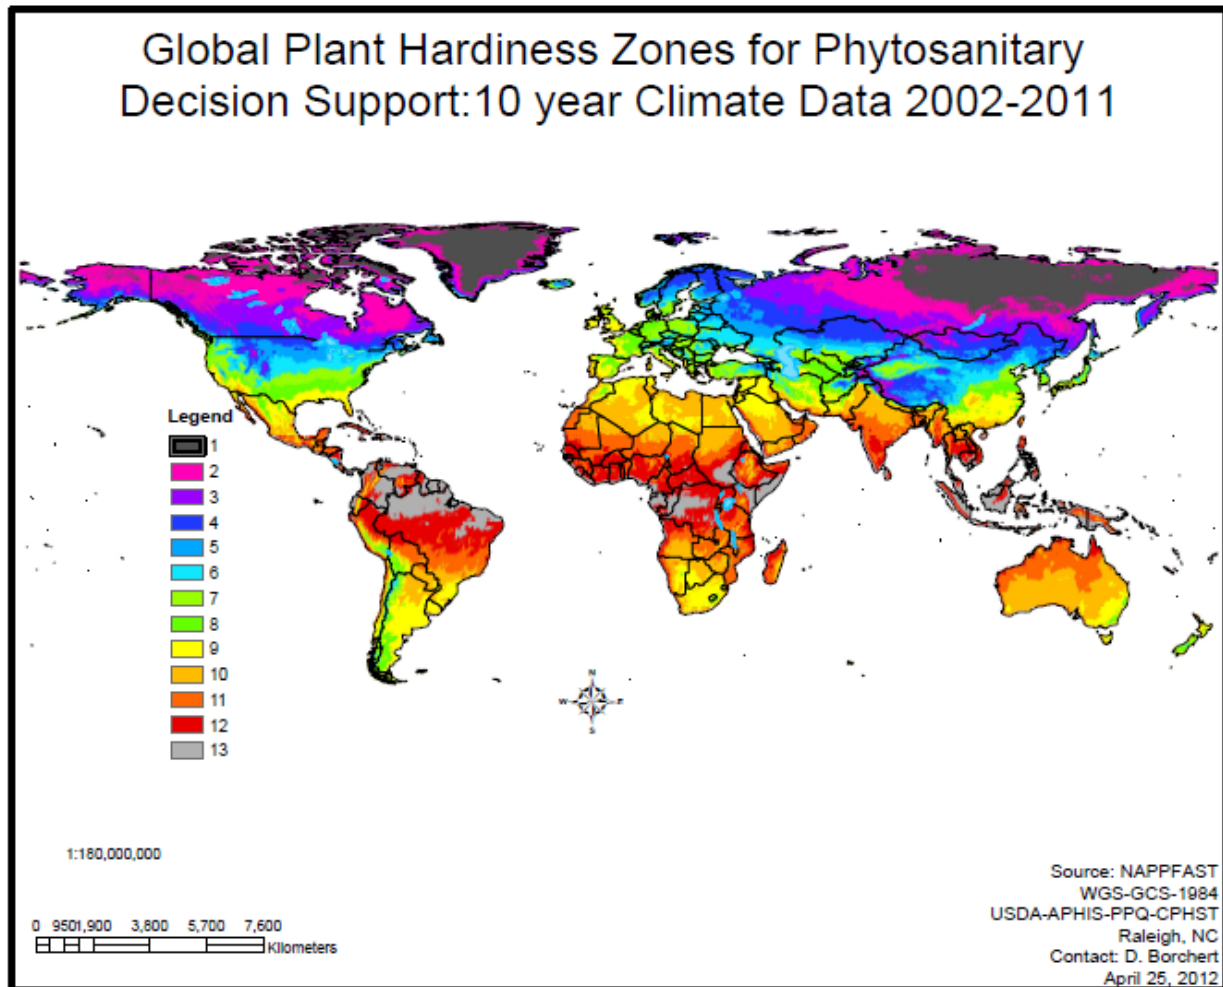 Global Plant Hardiness Zones for Phytosanitary
Decision Support:10 year Climate Data 2002-2011
Legend
1
2
3
4
5
6
7
8
9
10
11
12
13
N
W E
S
1:180,000,000
0 950 1,900 3,800 5,700 7,600
Kilometers
Source: NAPPFAST
WGS-GCS-1984
USDA-APHIS-PPQ-CPHST
Raleigh, NC
Contact: D. Borchert
April 25, 2012